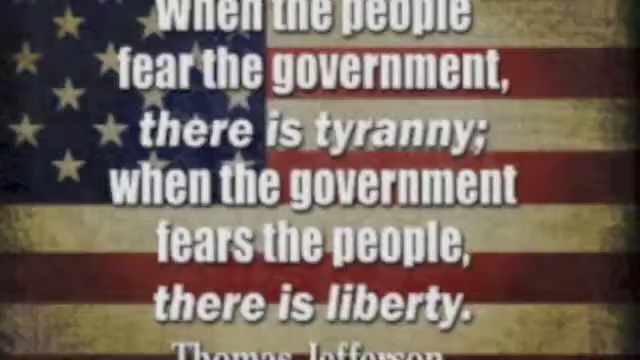 When the people
fear the government,
there is tyranny;
when the government
fears the people,
there is liberty.
Thomas Jefferson